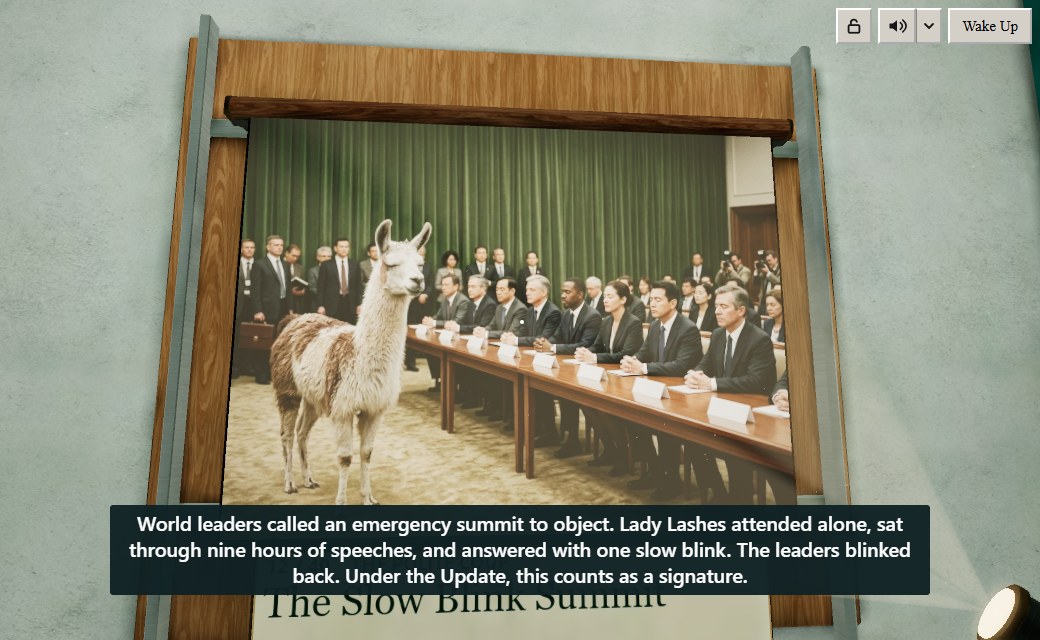 Wake Up
World leaders called an emergency summit to object. Lady Lashes attended alone, sat
through nine hours of speeches, and answered with one slow blink. The leaders blinked
back. Under the Update, this counts as a signature.
The Slow Blink Summit